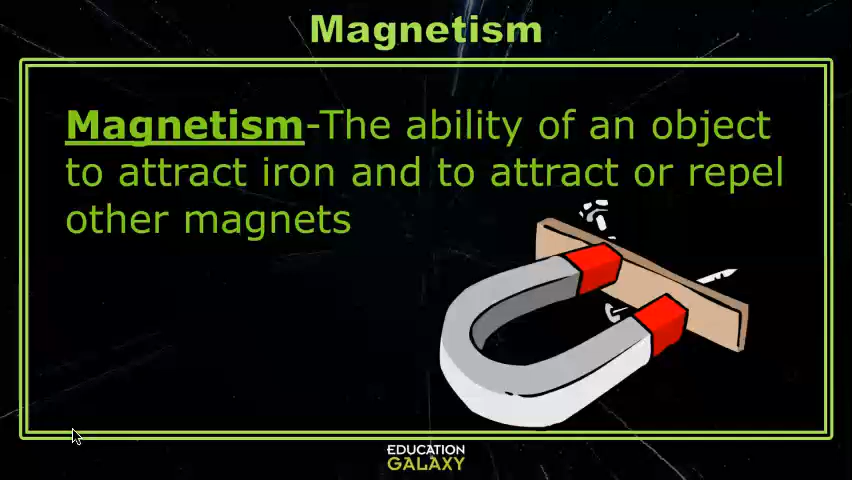 Magnetism
Magnetism-The ability of an object
to attract iron and to attract or repel
other magnets
EDUCATION
GALAXY